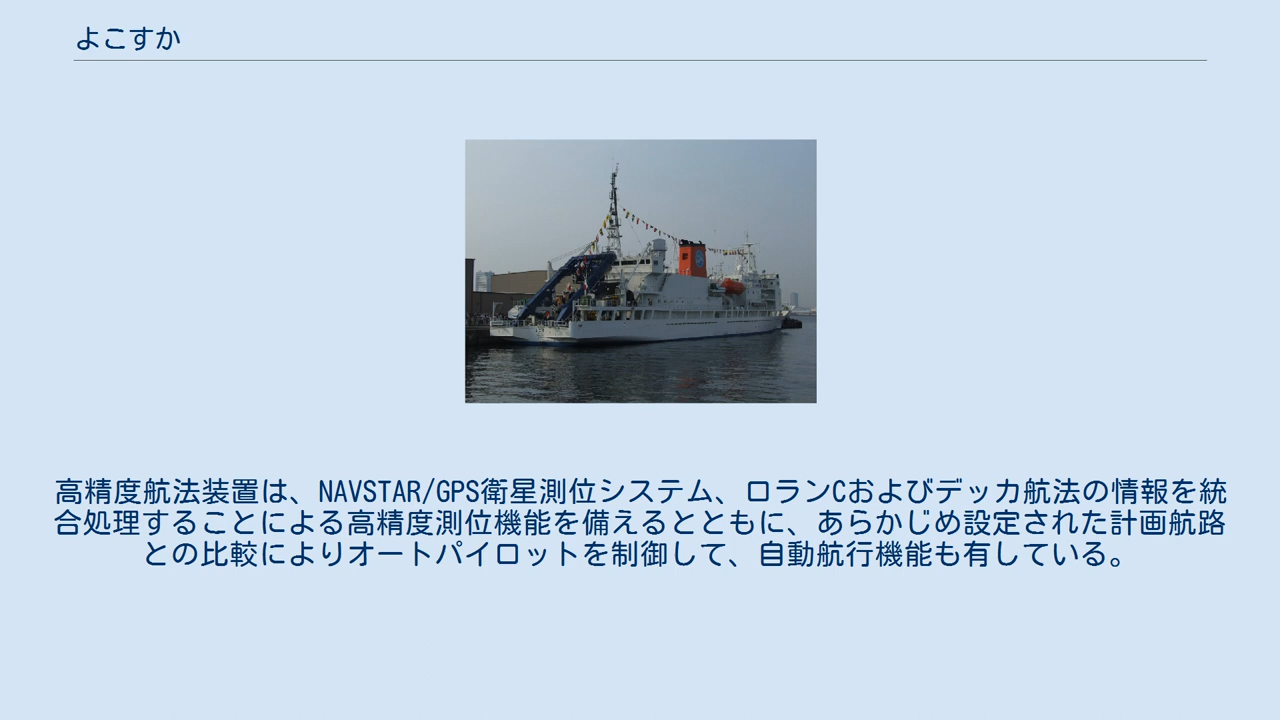 よこすか
高精度航法装置は、NAVSTAR/GPS衛星測位システム、ロランCおよびデッカ航法の情報を統
合処理することによる高精度測位機能を備えるとともに、あらかじめ設定された計画航路
との比較によりオートパイロットを制御して、自動航行機能も有している。